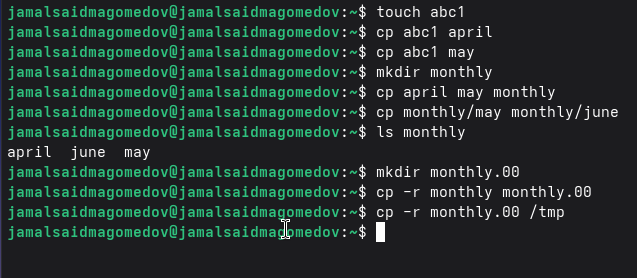 jamalsaidmagomedov@jamalsaidmagomedov:~$ touch abc1
jamalsaidmagomedov@jamalsaidmagomedov:~$ cp abc1 april
jamalsaidmagomedov@jamalsaidmagomedov:~$ cp abc1 may
jamalsaidmagomedov@jamalsaidmagomedov:~$ mkdir monthly
jamalsaidmagomedov@jamalsaidmagomedov:~$ cp april may monthly
jamalsaidmagomedov@jamalsaidmagomedov:~$ cp monthly/may monthly/june
jamalsaidmagomedov@jamalsaidmagomedov:~$ ls monthly
april  june  may
jamalsaidmagomedov@jamalsaidmagomedov:~$ mkdir monthly.00
jamalsaidmagomedov@jamalsaidmagomedov:~$ cp -r monthly monthly.00
jamalsaidmagomedov@jamalsaidmagomedov:~$ cp -r monthly.00 /tmp
jamalsaidmagomedov@jamalsaidmagomedov:~$